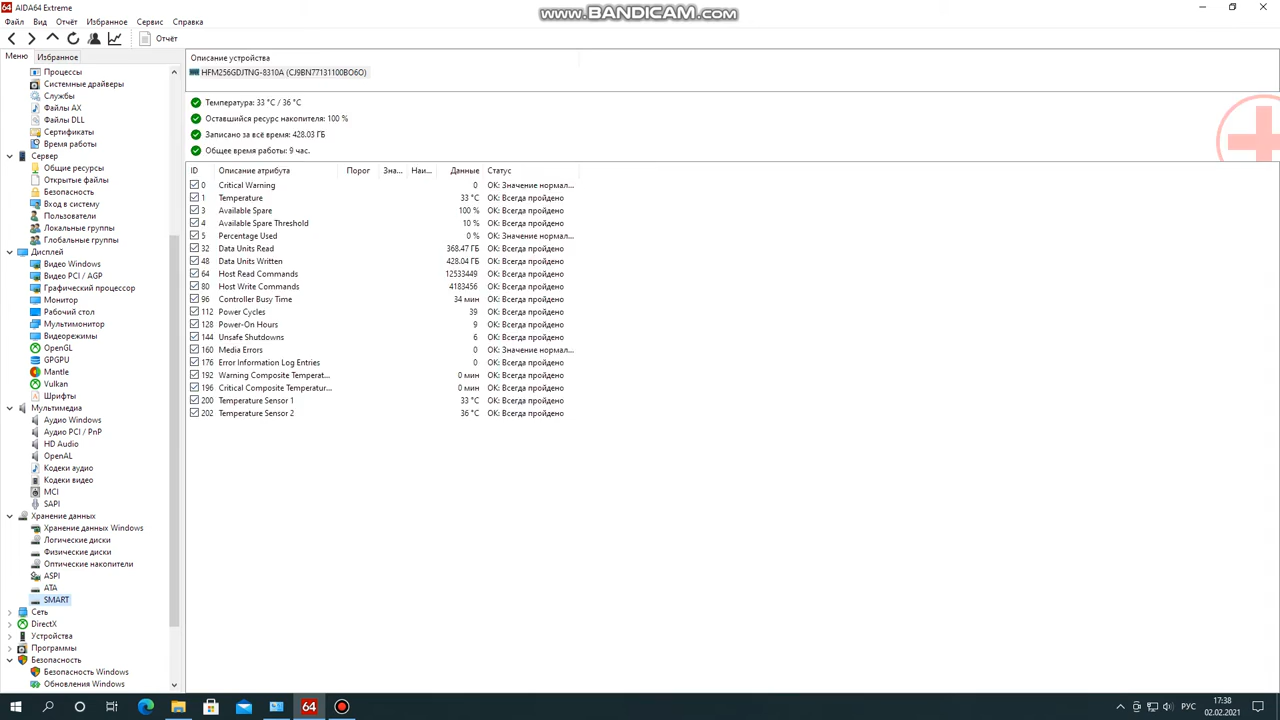 AIDA64 Extreme
www.BANDICAM.com
Файл Вид Отчёт Избранное Сервис Справка
Отчёт
Меню Избранное
Процессы
Системные драйверы
Службы
Файлы AX
Файлы DLL
Сертификаты
Время работы
Сервер
Общие ресурсы
Открытые файлы
Безопасность
Вход в систему
Пользователи
Локальные группы
Глобальные группы
Дисплей
Видео Windows
Видео PCI / AGP
Графический процессор
Монитор
Рабочий стол
Мультимонитор
Видеорежимы
OpenGL
GPGPU
Mantle
Vulkan
Шрифты
Мультимедиа
Аудио Windows
Аудио PCI / PnP
HD Audio
OpenAL
Кодеки аудио
Кодеки видео
MCI
SAPI
Хранение данных
Хранение данных Windows
Логические диски
Физические диски
Оптические накопители
ASPI
ATA
SMART
Сеть
DirectX
Устройства
Программы
Безопасность
Безопасность Windows
Обновления Windows
Описание устройства
HFM256GDJTNG-8310A (CJ9BN77131100BO6O)
Температура: 33 °C / 36 °C
Оставшийся ресурс накопителя: 100 %
Записано за всё время: 428.03 ГБ
Общее время работы: 9 час.
ID Описание атрибута Порог Зна... Наи... Данные Статус
0 Critical Warning 0 OK: Значение нормал...
1 Temperature 33 °C OK: Всегда пройдено
3 Available Spare 100 % OK: Всегда пройдено
4 Available Spare Threshold 10 % OK: Всегда пройдено
5 Percentage Used 0 % OK: Значение нормал...
32 Data Units Read 368.47 ГБ OK: Всегда пройдено
48 Data Units Written 428.04 ГБ OK: Всегда пройдено
64 Host Read Commands 12533449 OK: Всегда пройдено
80 Host Write Commands 4183456 OK: Всегда пройдено
96 Controller Busy Time 34 мин OK: Всегда пройдено
112 Power Cycles 39 OK: Всегда пройдено
128 Power-On Hours 9 OK: Всегда пройдено
144 Unsafe Shutdowns 6 OK: Всегда пройдено
160 Media Errors 0 OK: Значение нормал...
176 Error Information Log Entries 0 OK: Всегда пройдено
192 Warning Composite Temperat... 0 мин OK: Всегда пройдено
196 Critical Composite Temperatur... 0 мин OK: Всегда пройдено
200 Temperature Sensor 1 33 °C OK: Всегда пройдено
202 Temperature Sensor 2 36 °C OK: Всегда пройдено
64
РУС
17:38
02.02.2021